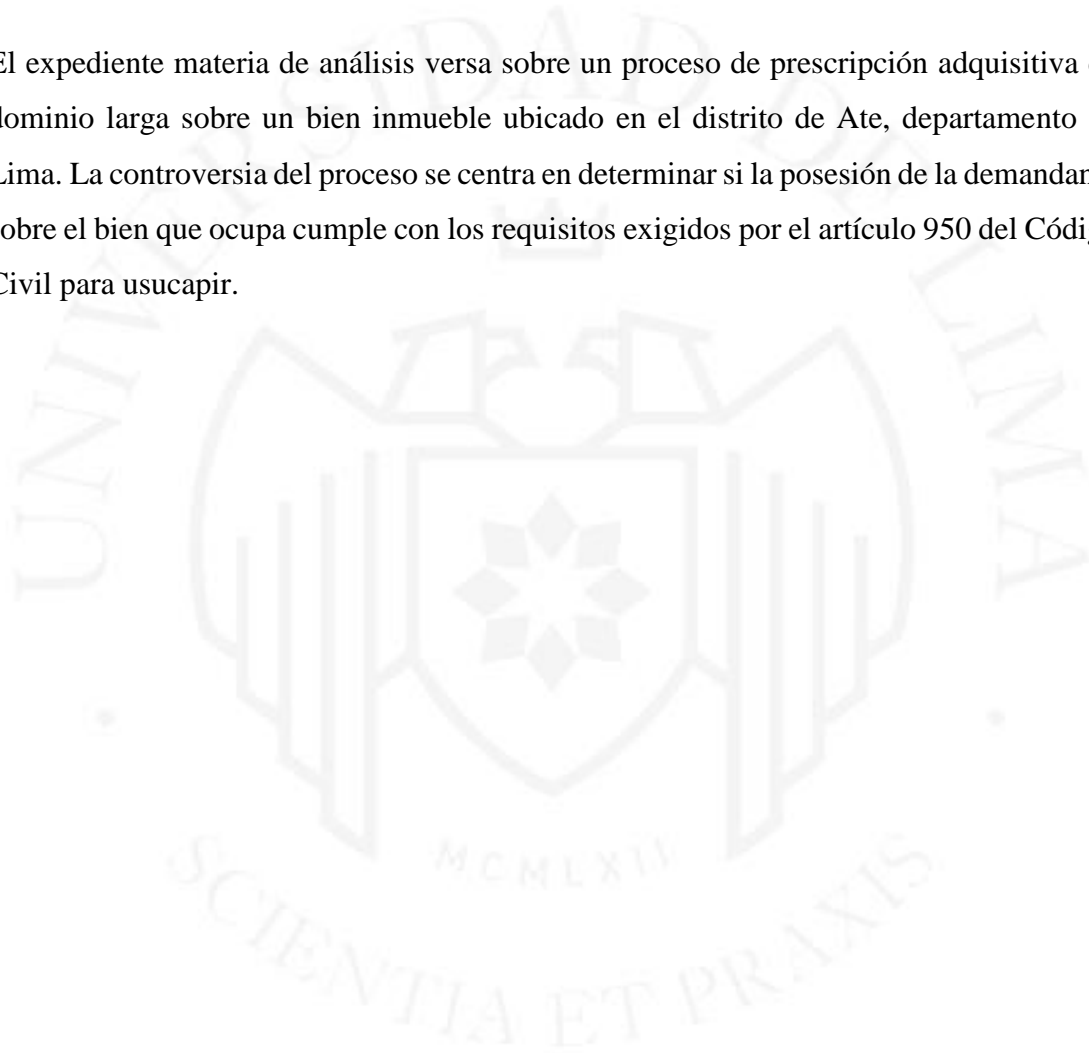 El expediente materia de análisis versa sobre un proceso de prescripción adquisitiva
dominio larga sobre un bien inmueble ubicado en el distrito de Ate, departamento
Lima. La controversia del proceso se centra en determinar si la posesión de la
sobre el bien que ocupa cumple con los requisitos exigidos por el artículo 950 del
Civil para usucapir.
UNIVERSIDAD DE LIMA
MCMLXII
SCIENTIA ET PRAXIS